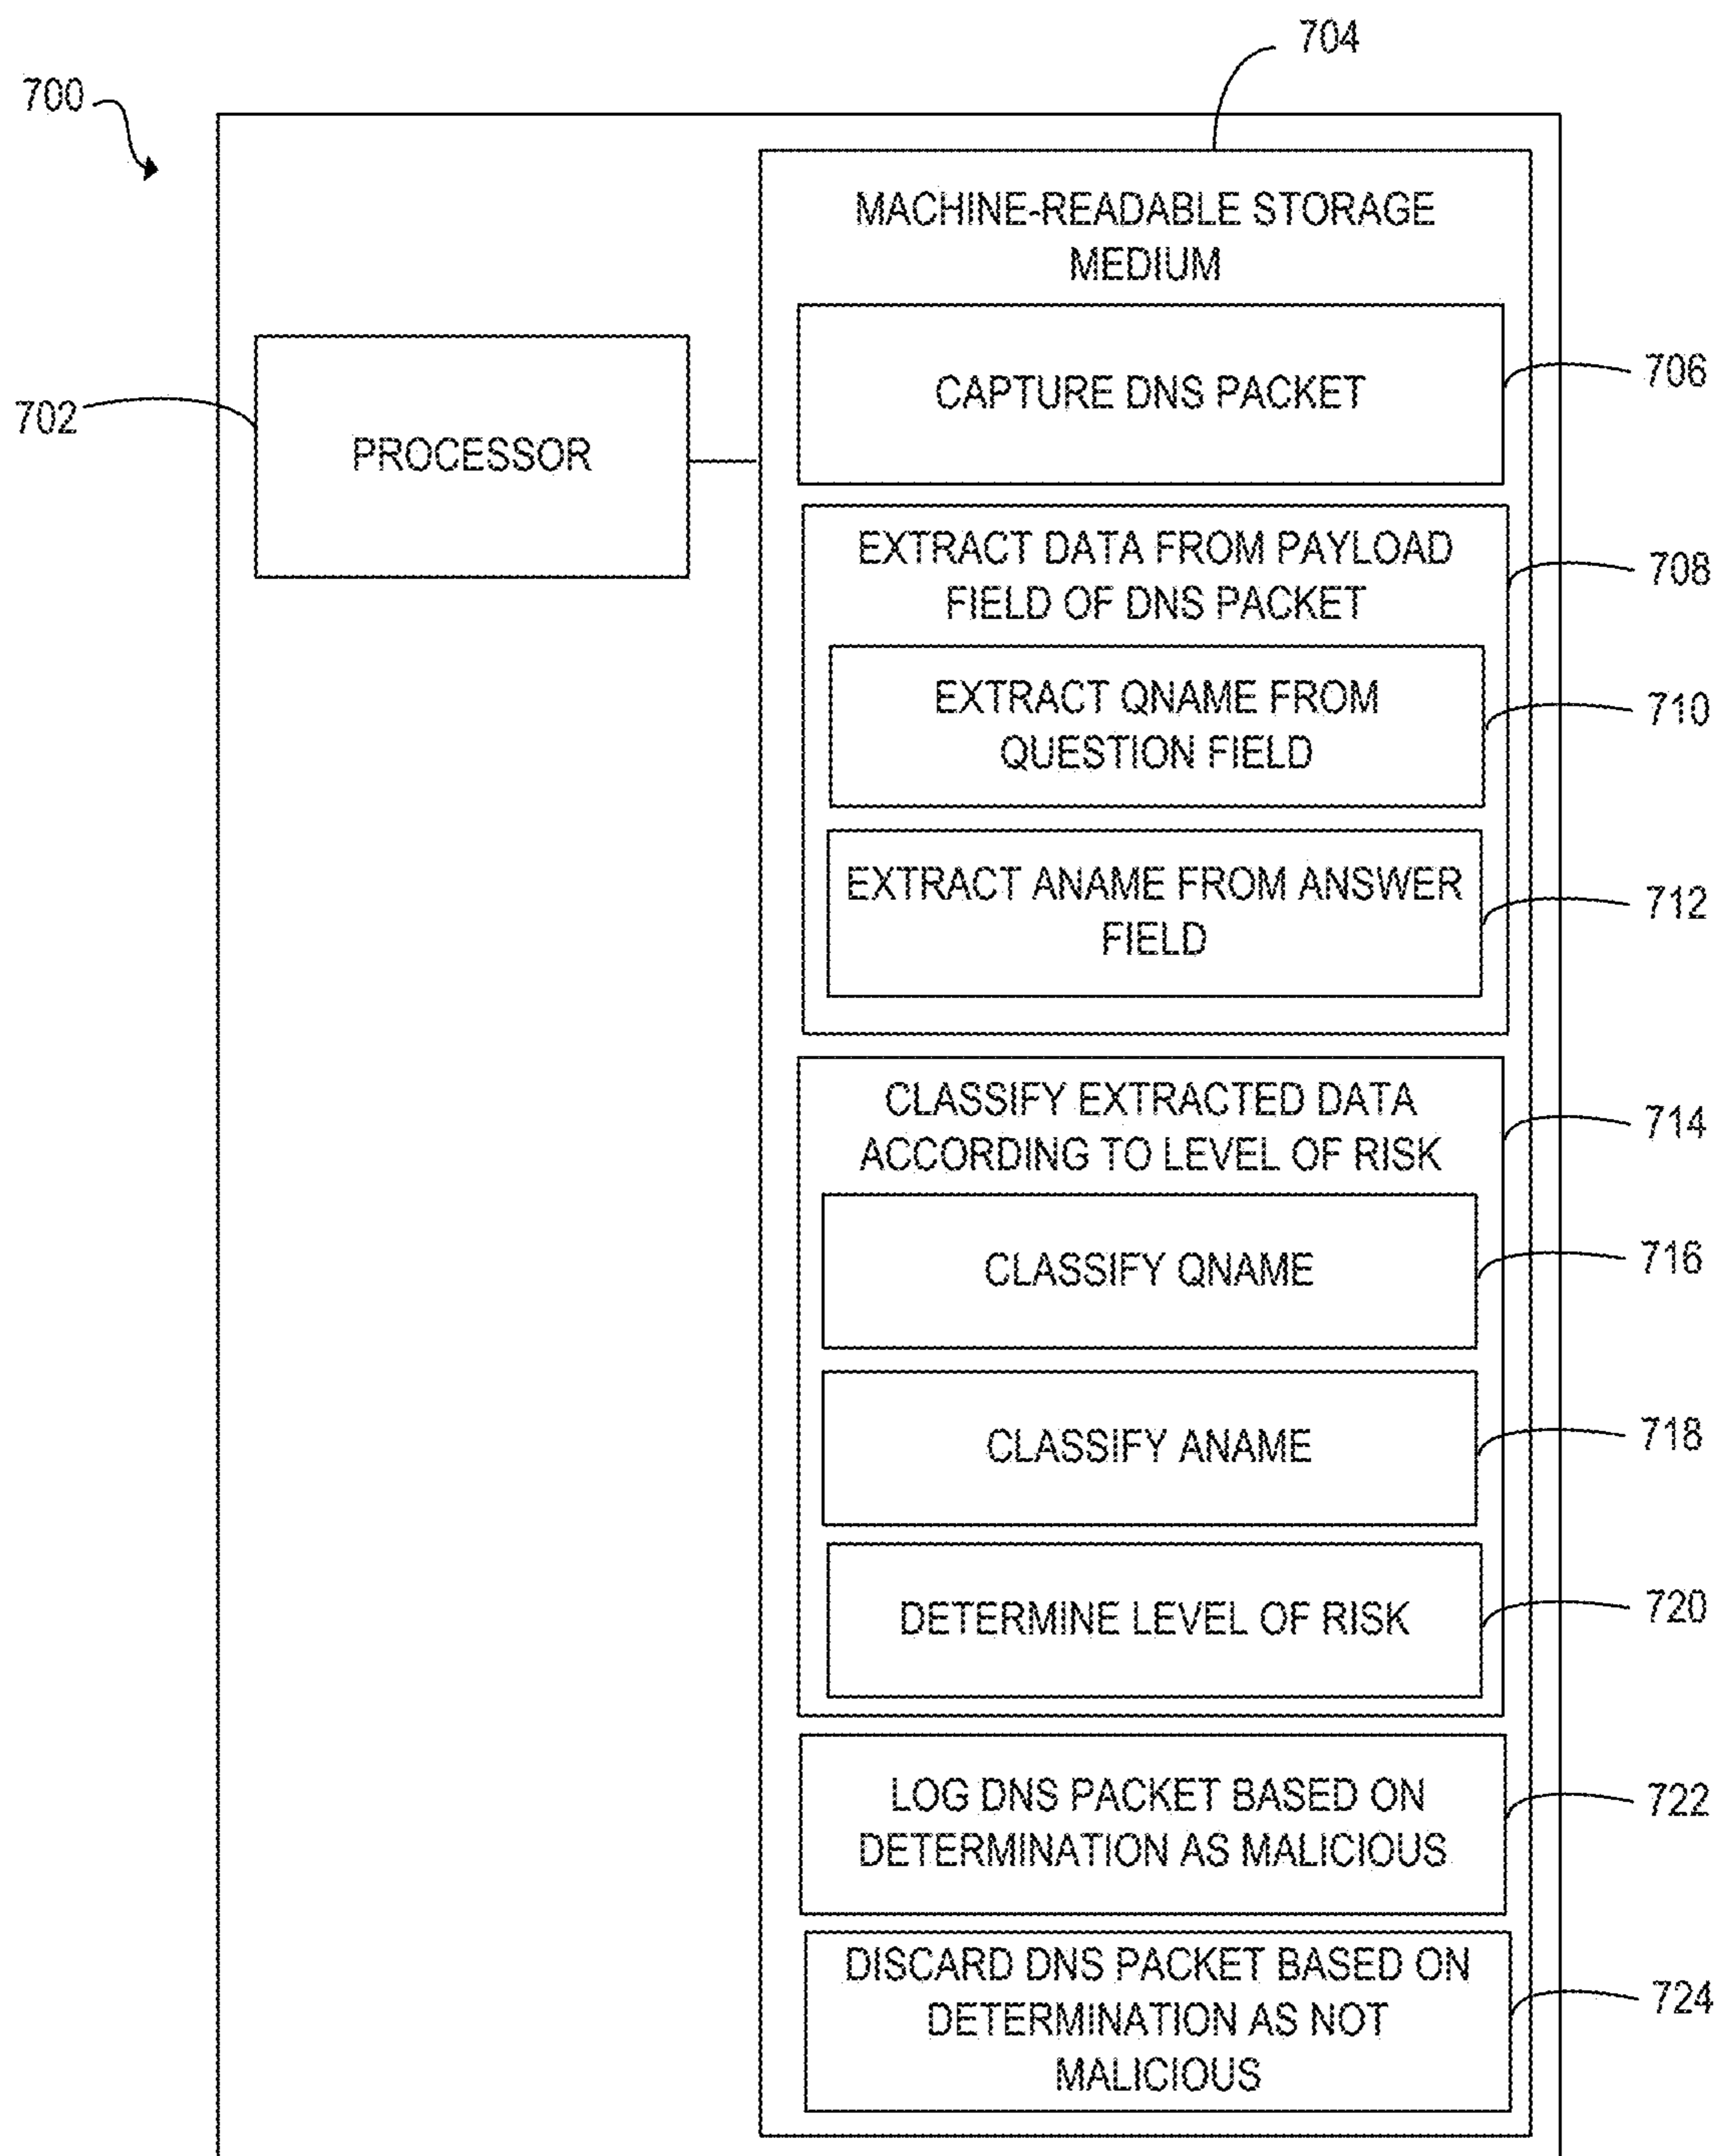 704
700
MACHINE-READABLE STORAGE
MEDIUM
CAPTURE DNS PACKET
706
702
PROCESSOR
EXTRACT DATA FROM PAYLOAD
FIELD OF DNS PACKET
708
EXTRACT QNAME FROM
QUESTION FIELD
710
EXTRACT ANAME FROM ANSWER
FIELD
712
CLASSIFY EXTRACTED DATA
ACCORDING TO LEVEL OF RISK
714
CLASSIFY QNAME
716
CLASSIFY ANAME
718
DETERMINE LEVEL OF RISK
720
LOG DNS PACKET BASED ON
DETERMINATION AS MALICIOUS
722
DISCARD DNS PACKET BASED ON
DETERMINATION AS NOT
MALICIOUS
724